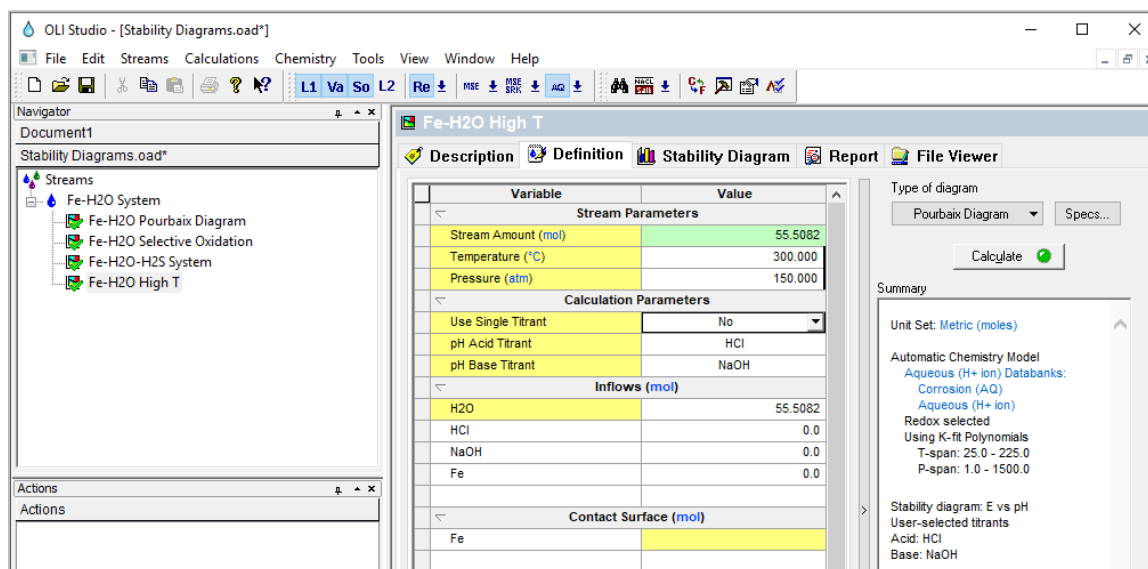 OLI Studio - [Stability Diagrams.oad*]
File Edit Streams Calculations Chemistry Tools View Window Help
L1 Va So L2 Re MSE MSE SRK AQ NACL
Navigator
Document1
Stability Diagrams.oad*
Streams
Fe-H2O System
Fe-H2O Pourbaix Diagram
Fe-H2O Selective Oxidation
Fe-H2O-H2S System
Fe-H2O High T
Actions
Actions
Fe-H2O High T
Description Definition Stability Diagram Report File Viewer
Variable Value
Stream Parameters
Stream Amount (mol) 55.5082
Temperature (°C) 300.000
Pressure (atm) 150.000
Calculation Parameters
Use Single Titrant No
pH Acid Titrant HCl
pH Base Titrant NaOH
Inflows (mol)
H2O 55.5082
HCl 0.0
NaOH 0.0
Fe 0.0
Contact Surface (mol)
Fe
Type of diagram
Pourbaix Diagram Specs...
Calculate
Summary
Unit Set: Metric (moles)
Automatic Chemistry Model
Aqueous (H+ ion) Databanks:
Corrosion (AQ)
Aqueous (H+ ion)
Redox selected
Using K-fit Polynomials
T-span: 25.0 - 225.0
P-span: 1.0 - 1500.0
Stability diagram: E vs pH
User-selected titrants
Acid: HCl
Base: NaOH